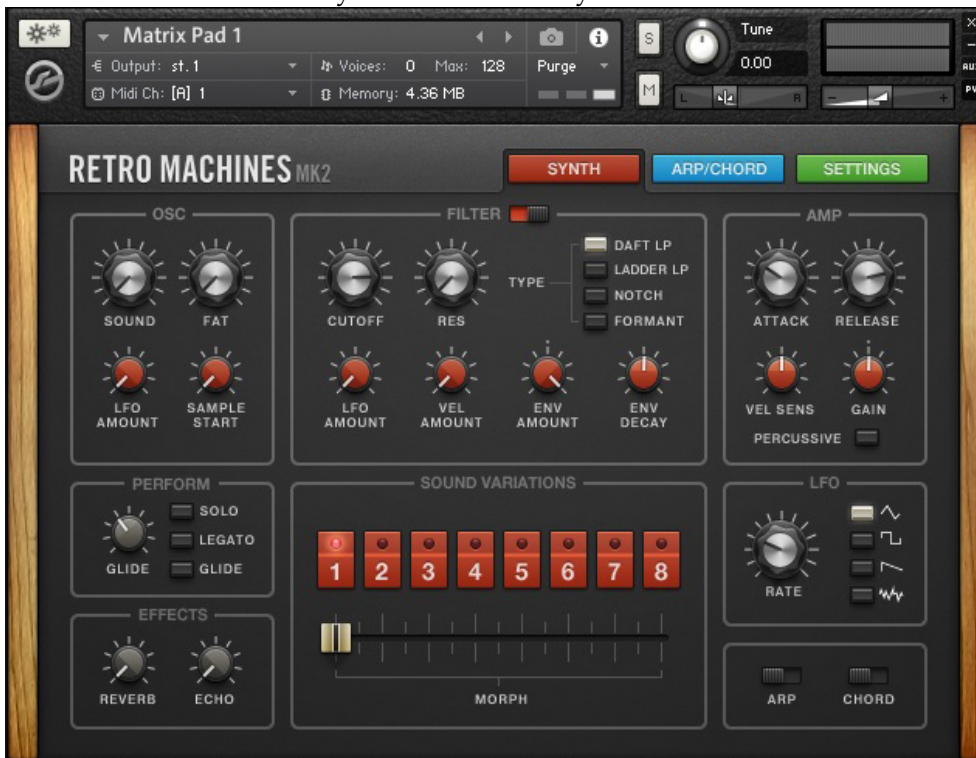 Matrix Pad 1
Output: st.1
Voices: 0 Max: 128
Purge
Midi Ch: [A] 1
Memory: 4.36 MB
S
M
Tune
0.00
L
R
-
+
×
AUX
PV
RETRO MACHINES MK2
SYNTH
ARP/CHORD
SETTINGS
OSC
SOUND
FAT
LFO AMOUNT
SAMPLE START
FILTER
CUTOFF
RES
TYPE
DAFT LP
LADDER LP
NOTCH
FORMANT
LFO AMOUNT
VEL AMOUNT
ENV AMOUNT
ENV DECAY
AMP
ATTACK
RELEASE
VEL SENS
GAIN
PERCUSSIVE
PERFORM
SOLO
LEGATO
GLIDE
GLIDE
SOUND VARIATIONS
1 2 3 4 5 6 7 8
MORPH
LFO
RATE
EFFECTS
REVERB
ECHO
ARP
CHORD